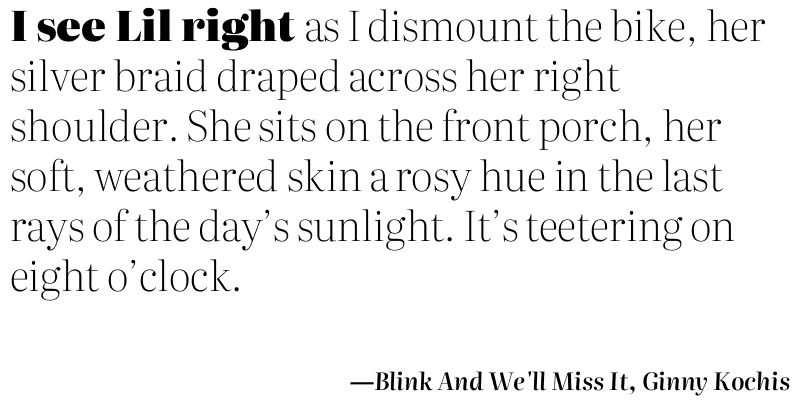 I see Lil right as I dismount the bike, her
silver braid draped across her right
shoulder. She sits on the front porch, her
soft, weathered skin a rosy hue in the last
rays of the day’s sunlight. It’s teetering on
eight o’clock.
—Blink And We'll Miss It, Ginny Kochis